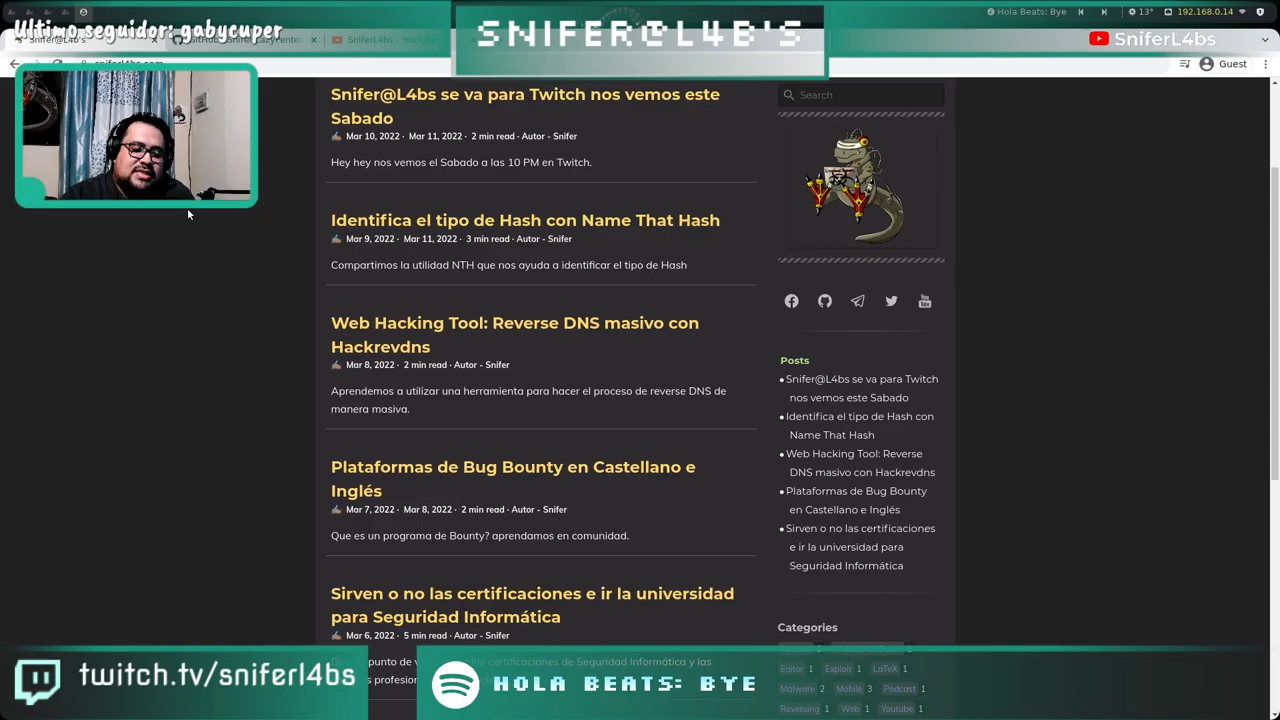 Hola Beats: Bye
13°
192.168.0.14
Último seguidor: gabycuper
SNIFER@L4B'S
SniferL4bs
sniferl4bs.com
Guest
Snifer@L4bs se va para Twitch nos vemos este
Sabado
Mar 10, 2022 · Mar 11, 2022 · 2 min read · Autor - Snifer
Hey hey nos vemos el Sabado a las 10 PM en Twitch.
Identifica el tipo de Hash con Name That Hash
Mar 9, 2022 · Mar 11, 2022 · 3 min read · Autor - Snifer
Compartimos la utilidad NTH que nos ayuda a identificar el tipo de Hash
Web Hacking Tool: Reverse DNS masivo con
Hackrevdns
Mar 8, 2022 · 2 min read · Autor - Snifer
Aprendemos a utilizar una herramienta para hacer el proceso de reverse DNS de
manera masiva.
Plataformas de Bug Bounty en Castellano e
Inglés
Mar 7, 2022 · Mar 8, 2022 · 2 min read · Autor - Snifer
Que es un programa de Bounty? aprendamos en comunidad.
Sirven o no las certificaciones e ir la universidad
para Seguridad Informática
Mar 6, 2022 · 5 min read · Autor - Snifer
certificaciones de Seguridad Informática y las
Search
Posts
Snifer@L4bs se va para Twitch
nos vemos este Sabado
Identifica el tipo de Hash con
Name That Hash
Web Hacking Tool: Reverse
DNS masivo con Hackrevdns
Plataformas de Bug Bounty
en Castellano e Inglés
Sirven o no las certificaciones
e ir la universidad para
Seguridad Informática
Categories
Editor 1 Exploit 1 LaTeX 1
Malware 2 Mobile 3 Podcast 1
Reversing 1 Web 1 Youtube 1
twitch.tv/sniferl4bs
HOLA BEATS: BYE